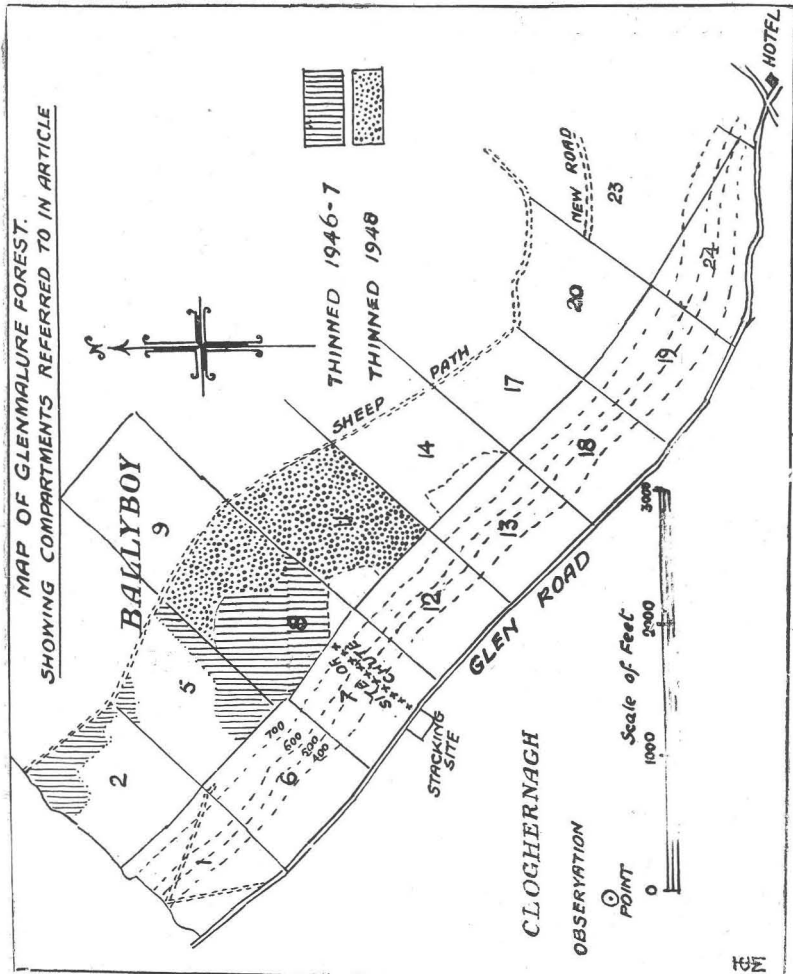 MAP OF GLENMALURE FOREST.
SHOWING COMPARTMENTS REFERRED TO IN ARTICLE
N
THINNED 1946-7
THINNED 1948
BALLYBOY
SHEEP PATH
NEW ROAD
9
2
5
8
11
14
17
20
23
1
6
7
12
13
18
19
24
700
600
500
400
SITE FOR
CHUTE
STACKING
SITE
GLEN ROAD
HOTEL
CLOGHERNAGH
OBSERVATION
POINT
0 1000 2000 3000
Scale of Feet